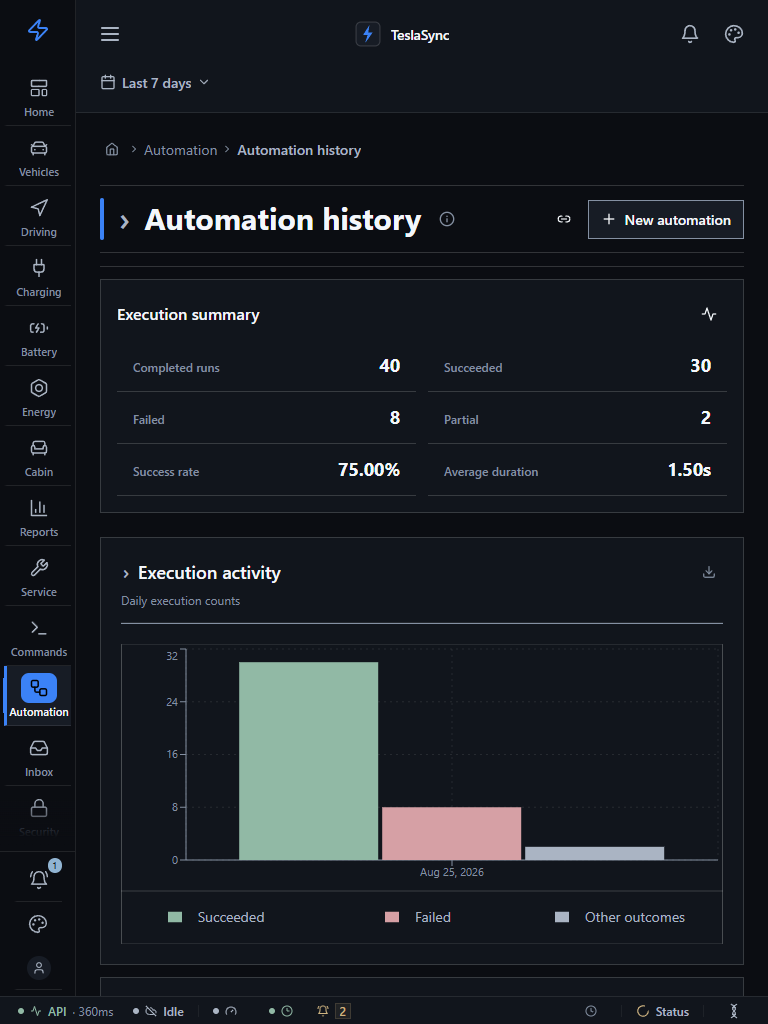 TeslaSync
Last 7 days
Home
Vehicles
Driving
Charging
Battery
Energy
Cabin
Reports
Service
Commands
Automation
Inbox
Security
1
Automation
Automation history
Automation history
New automation
Execution summary
Completed runs 40
Succeeded 30
Failed 8
Partial 2
Success rate 75.00%
Average duration 1.50s
Execution activity
Daily execution counts
32
24
16
8
0
Aug 25, 2026
Succeeded
Failed
Other outcomes
API · 360ms
Idle
2
Status